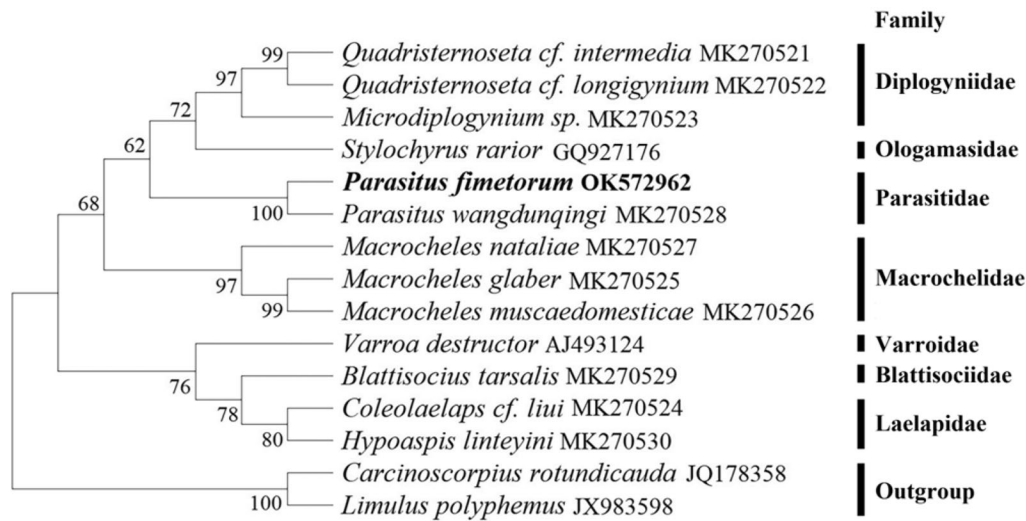 Family
99
Quadristernoseta cf. intermedia MK270521
97
Quadristernoseta cf. longigynium MK270522
Diplogyniidae
72
Microdiplogynium sp. MK270523
62
Stylochyrus rarior GQ927176
Ologamasidae
68
Parasitus fimetorum OK572962
Parasitidae
100
Parasitus wangdunqingi MK270528
Macrocheles nataliae MK270527
97
Macrocheles glaber MK270525
Macrochelidae
99
Macrocheles muscaedomesticae MK270526
Varroa destructor AJ493124
Varroidae
76
Blattisocius tarsalis MK270529
Blattisociidae
78
Coleolaelaps cf. liui MK270524
Laelapidae
80
Hypoaspis linteyini MK270530
Carcinoscorpius rotundicauda JQ178358
Outgroup
100
Limulus polyphemus JX983598